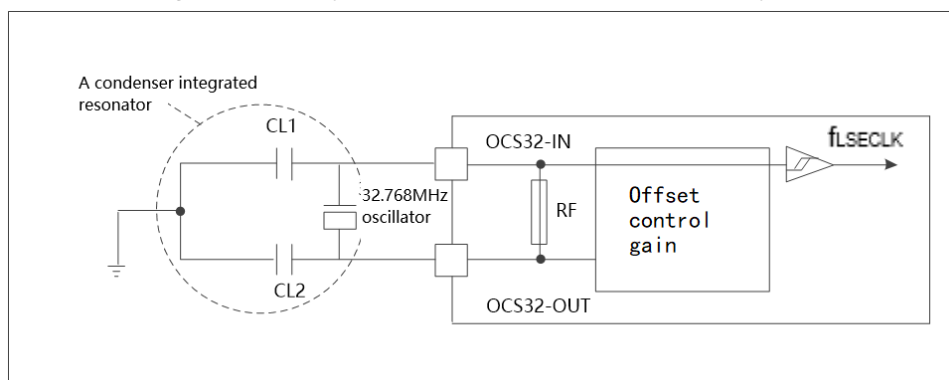 A condenser integrated
resonator
CL1
OCS32-IN
fLSECLK
32.768MHz
oscillator
RF
Offset
control
gain
CL2
OCS32-OUT